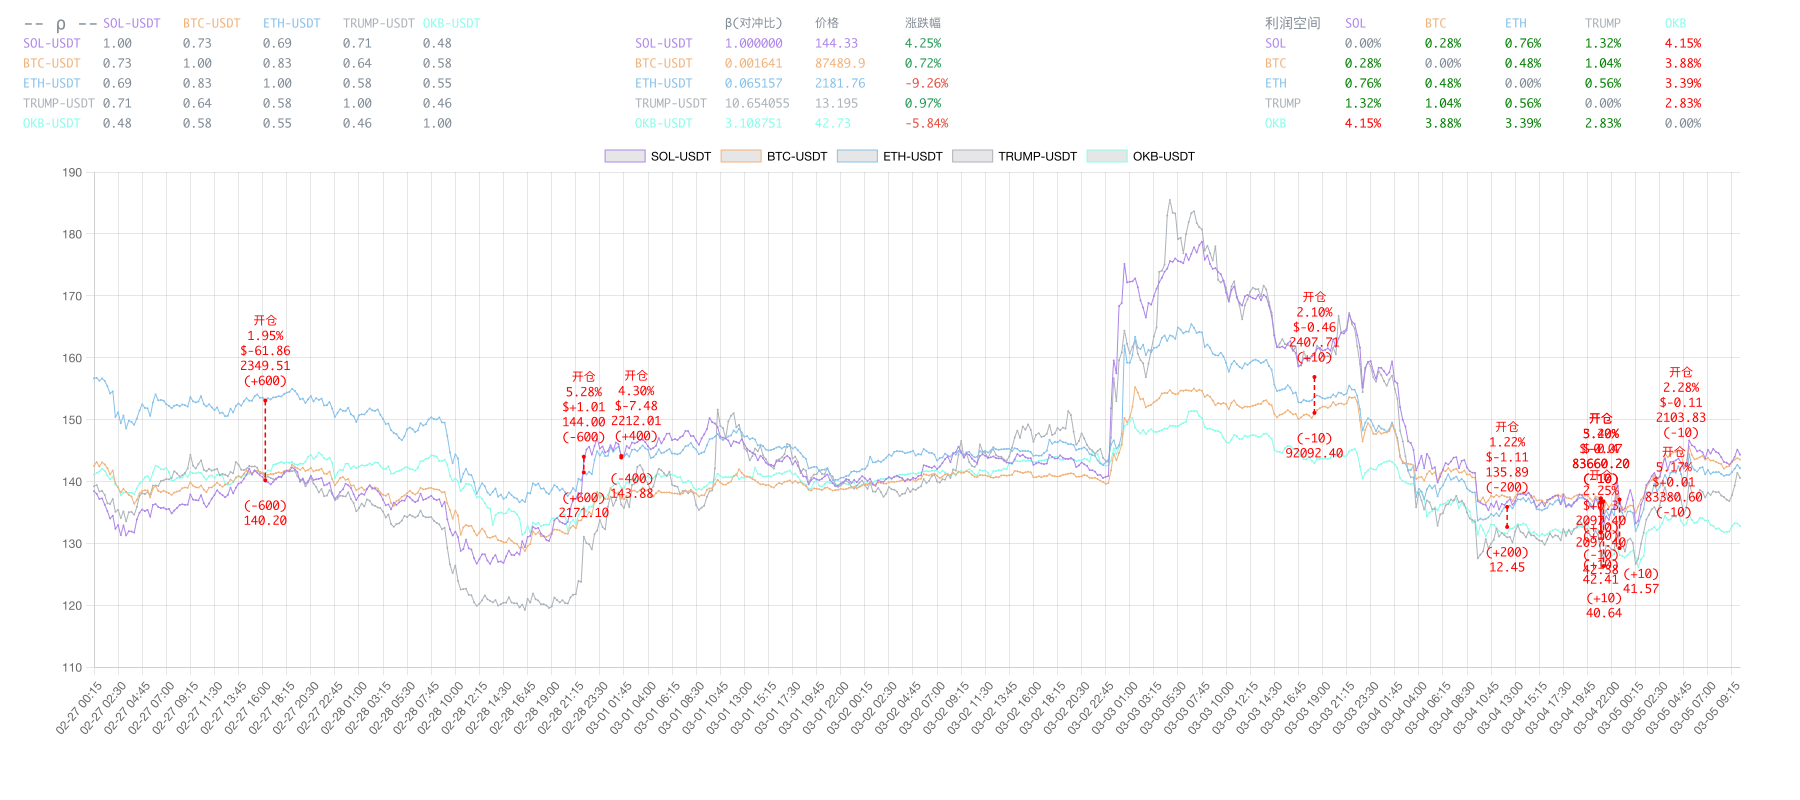 -- ρ -- SOL-USDT BTC-USDT ETH-USDT TRUMP-USDT OKB-USDT
SOL-USDT 1.00 0.73 0.69 0.71 0.48
BTC-USDT 0.73 1.00 0.83 0.64 0.58
ETH-USDT 0.69 0.83 1.00 0.58 0.55
TRUMP-USDT 0.71 0.64 0.58 1.00 0.46
OKB-USDT 0.48 0.58 0.55 0.46 1.00
β(对冲比) 价格 涨跌幅
SOL-USDT 1.000000 144.33 4.25%
BTC-USDT 0.001641 87489.9 0.72%
ETH-USDT 0.065157 2181.76 -9.26%
TRUMP-USDT 10.654055 13.195 0.97%
OKB-USDT 3.108751 42.73 -5.84%
利润空间 SOL BTC ETH TRUMP OKB
SOL 0.00% 0.28% 0.76% 1.32% 4.15%
BTC 0.28% 0.00% 0.48% 1.04% 3.88%
ETH 0.76% 0.48% 0.00% 0.56% 3.39%
TRUMP 1.32% 1.04% 0.56% 0.00% 2.83%
OKB 4.15% 3.88% 3.39% 2.83% 0.00%
SOL-USDT BTC-USDT ETH-USDT TRUMP-USDT OKB-USDT
190
180
170
160
150
140
130
120
110
开仓
1.95%
$-61.86
2349.51
(+600)
(-600)
140.20
开仓
5.28%
$+1.01
144.00
(-600)
(+600)
2171.10
开仓
4.30%
$-7.48
2212.01
(+400)
(-400)
143.88
开仓
2.10%
$-0.46
2407.71
(+10)
(-10)
92092.40
开仓
1.22%
$-1.11
135.89
(-200)
(+200)
12.45
开仓
83660.20
(-10)
2.25%
2097.40
(+10)
(-10)
42.41
(+10)
40.64
开仓
2.28%
$-0.11
2103.83
(-10)
开仓
5.17%
$+0.01
83380.60
(-10)
(+10)
41.57
02-27 00:15 02-27 02:30 02-27 04:45 02-27 07:00 02-27 09:15 02-27 11:30 02-27 13:45 02-27 16:00 02-27 18:15 02-27 20:30 02-27 22:45 02-28 01:00 02-28 03:15 02-28 05:30 02-28 07:45 02-28 10:00 02-28 12:15 02-28 14:30 02-28 16:45 02-28 19:00 02-28 21:15 02-28 23:30 03-01 01:45 03-01 04:00 03-01 06:15 03-01 08:30 03-01 10:45 03-01 13:00 03-01 15:15 03-01 17:30 03-01 19:45 03-01 22:00 03-02 00:15 03-02 02:30 03-02 04:45 03-02 07:00 03-02 09:15 03-02 11:30 03-02 13:45 03-02 16:00 03-02 18:15 03-02 20:30 03-02 22:45 03-03 01:00 03-03 03:15 03-03 05:30 03-03 07:45 03-03 10:00 03-03 12:15 03-03 14:30 03-03 16:45 03-03 19:00 03-03 21:15 03-03 23:30 03-04 01:45 03-04 04:00 03-04 06:15 03-04 08:30 03-04 10:45 03-04 13:00 03-04 15:15 03-04 17:30 03-04 19:45 03-04 22:00 03-05 00:15 03-05 02:30 03-05 04:45 03-05 07:00 03-05 09:15